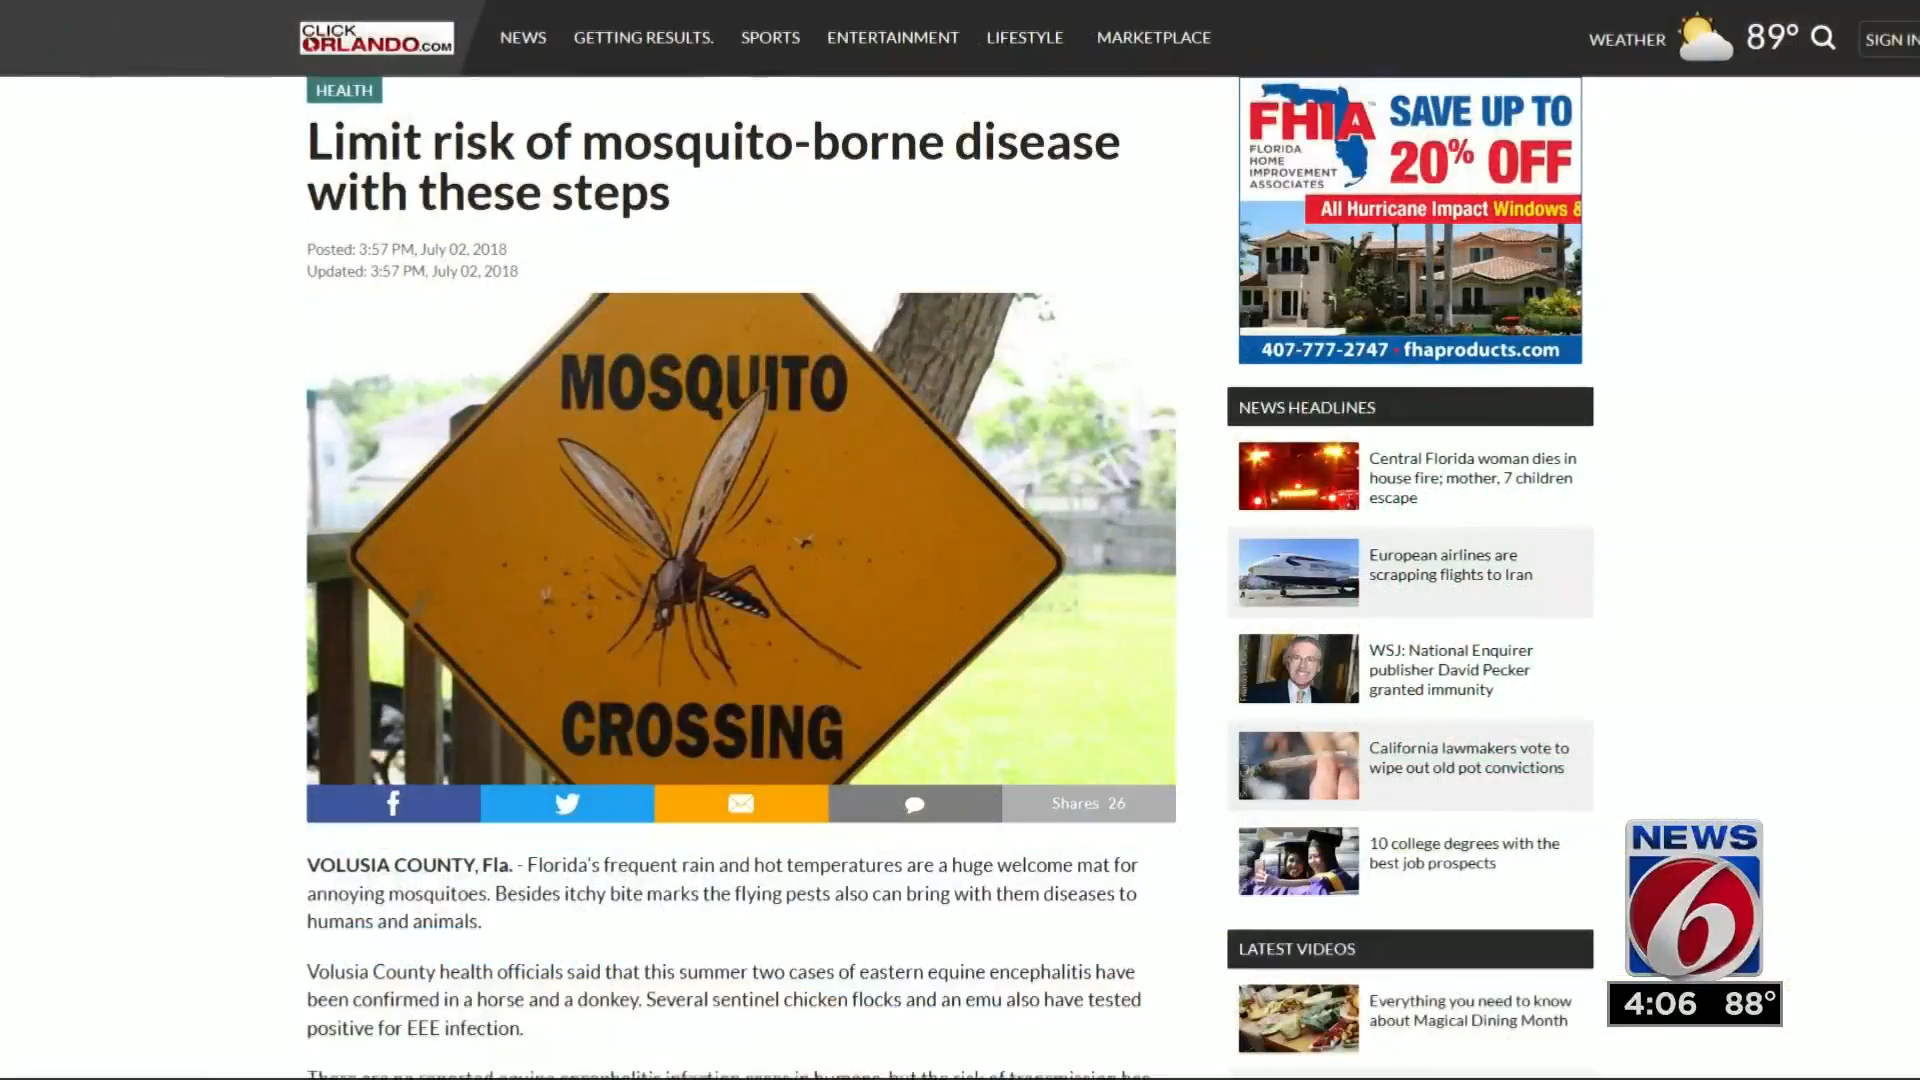 CLICK
ORLANDO.COM
NEWS
GETTING RESULTS.
SPORTS
ENTERTAINMENT
LIFESTYLE
MARKETPLACE
WEATHER
89°
SIGN IN
HEALTH
Limit risk of mosquito-borne disease
with these steps
Posted: 3:57 PM, July 02, 2018
Updated: 3:57 PM, July 02, 2018
MOSQUITO
CROSSING
Shares 26
VOLUSIA COUNTY, Fla. - Florida's frequent rain and hot temperatures are a huge welcome mat for
annoying mosquitoes. Besides itchy bite marks the flying pests also can bring with them diseases to
humans and animals.
Volusia County health officials said that this summer two cases of eastern equine encephalitis have
been confirmed in a horse and a donkey. Several sentinel chicken flocks and an emu also have tested
positive for EEE infection.
FHIA
FLORIDA
HOME
IMPROVEMENT
ASSOCIATES
SAVE UP TO
20% OFF
All Hurricane Impact Windows &
407-777-2747 • fhaproducts.com
NEWS HEADLINES
Central Florida woman dies in
house fire; mother, 7 children
escape
European airlines are
scrapping flights to Iran
WSJ: National Enquirer
publisher David Pecker
granted immunity
California lawmakers vote to
wipe out old pot convictions
10 college degrees with the
best job prospects
LATEST VIDEOS
Everything you need to know
about Magical Dining Month
NEWS
6
4:06 88°